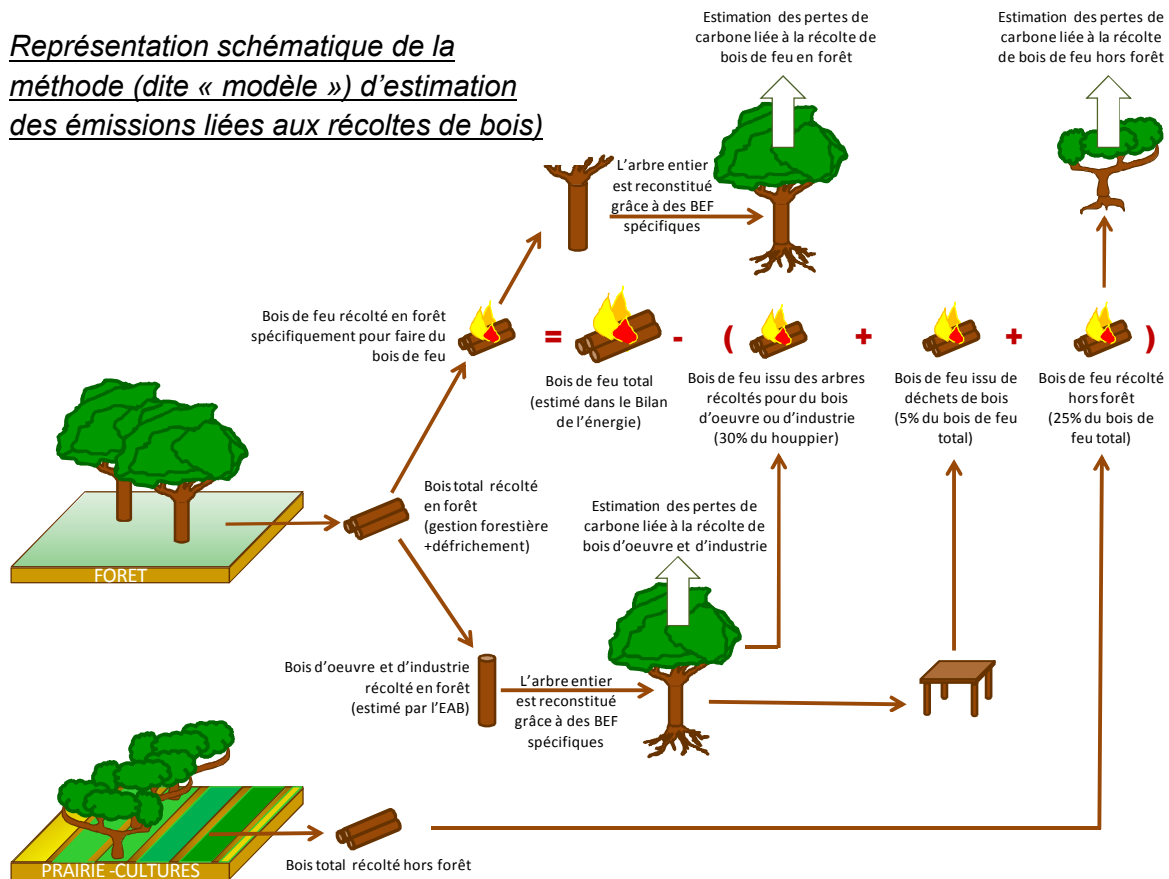 Représentation schématique de la
méthode (dite « modèle ») d'estimation
des émissions liées aux récoltes de bois)
Estimation des pertes de
carbone liée à la récolte de
bois de feu en forêt
Estimation des pertes de
carbone liée à la récolte
de bois de feu hors forêt
L'arbre entier
est reconstitué
grâce à des BEF
spécifiques
Bois de feu récolté en forêt
spécifiquement pour faire du
bois de feu
= - ( + + )
Bois de feu total
(estimé dans le Bilan
de l'énergie)
Bois de feu issu des arbres
récoltés pour du bois
d'oeuvre ou d'industrie
(30% du houppier)
Bois de feu issu de
déchets de bois
(5% du bois de feu
total)
Bois de feu récolté
hors forêt
(25% du bois de
feu total)
Bois total récolté
en forêt
(gestion forestière
+défrichement)
Estimation des pertes de
carbone liée à la récolte de
bois d'oeuvre et d'industrie
FORET
Bois d'oeuvre et d'industrie
récolté en forêt
(estimé par l'EAB)
L'arbre entier
est reconstitué
grâce à des BEF
spécifiques
PRAIRIE -CULTURES
Bois total récolté hors forêt